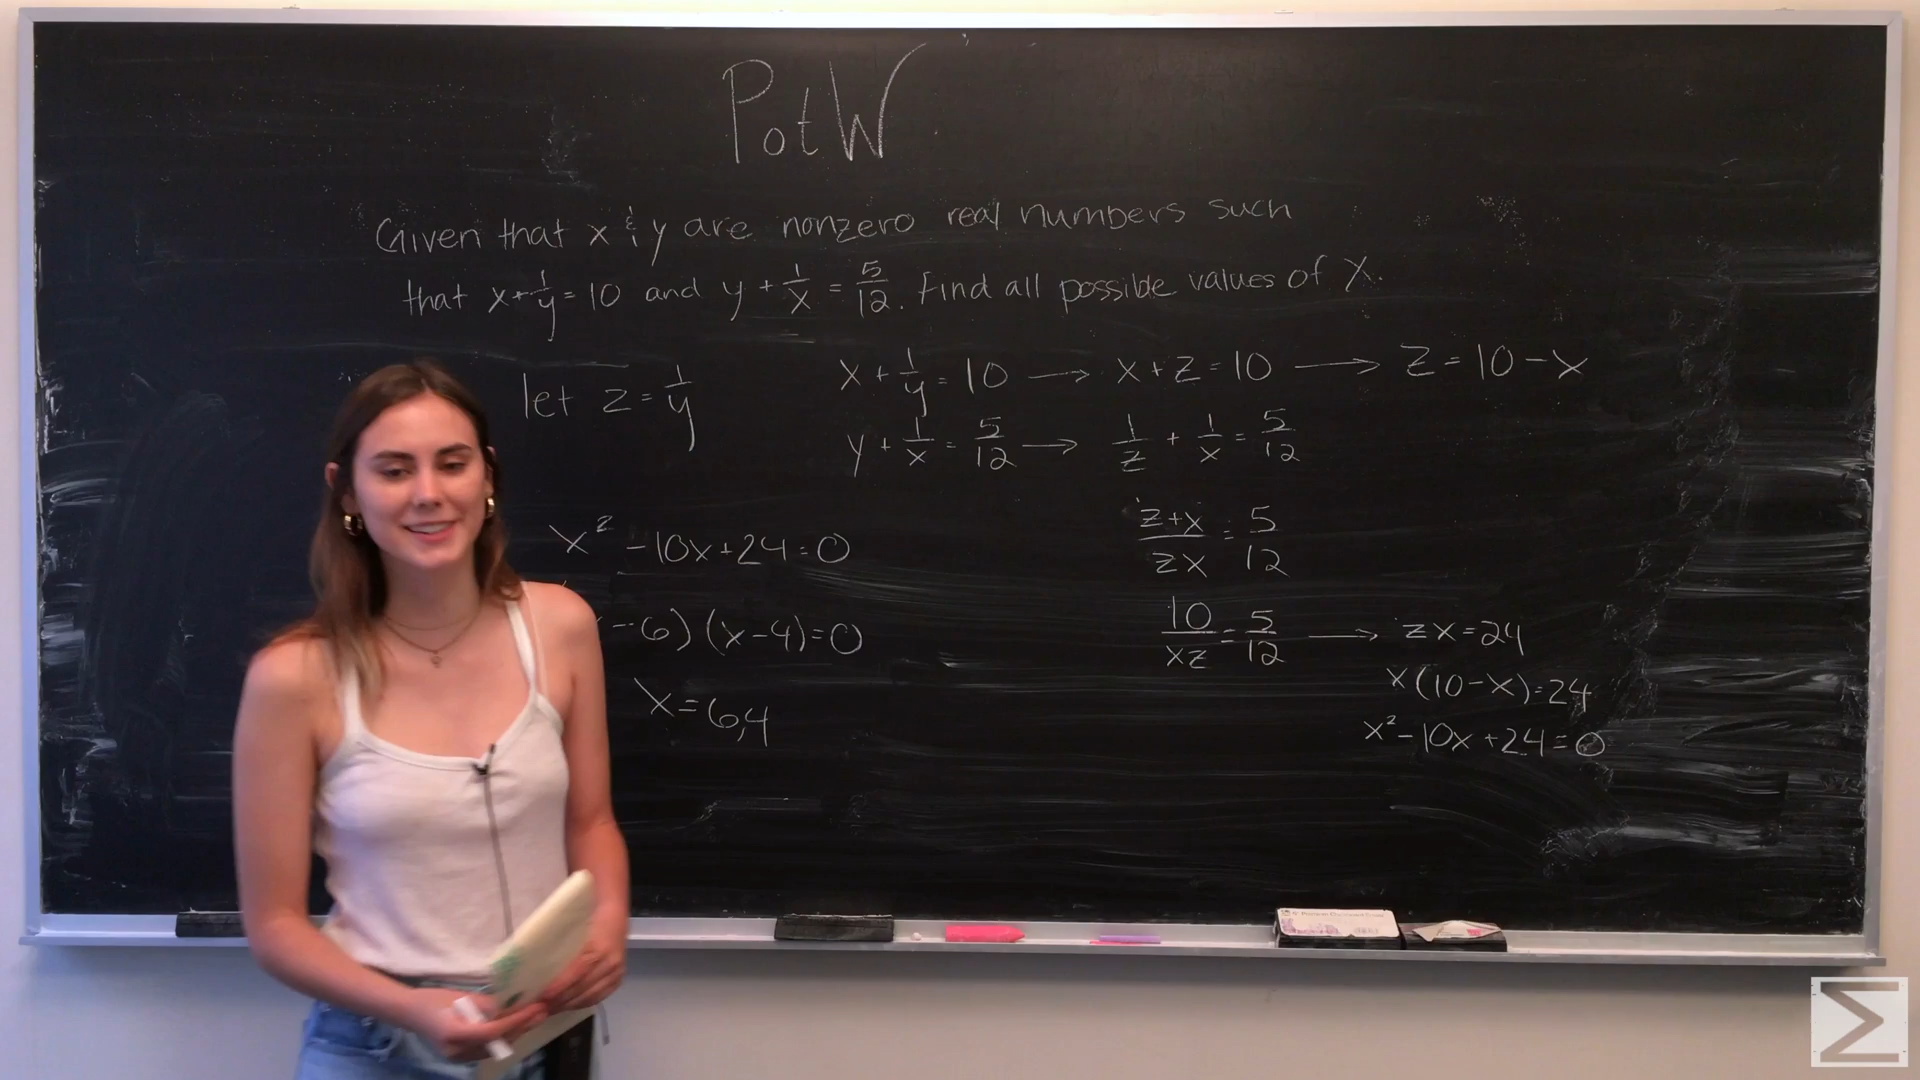 PotW
Given that x & y are nonzero real numbers such
that x + 1/y = 10 and y + 1/x = 5/12. Find all possible values of X.
let z = 1/y
x + 1/y = 10 → x + z = 10 → z = 10 - x
y + 1/x = 5/12 → 1/z + 1/x = 5/12
z+x/zx = 5/12
10/xz = 5/12 → zx = 24
x(10-x) = 24
x² - 10x + 24 = 0
x² - 10x + 24 = 0
-6)(x-4) = 0
x = 6,4
Σ